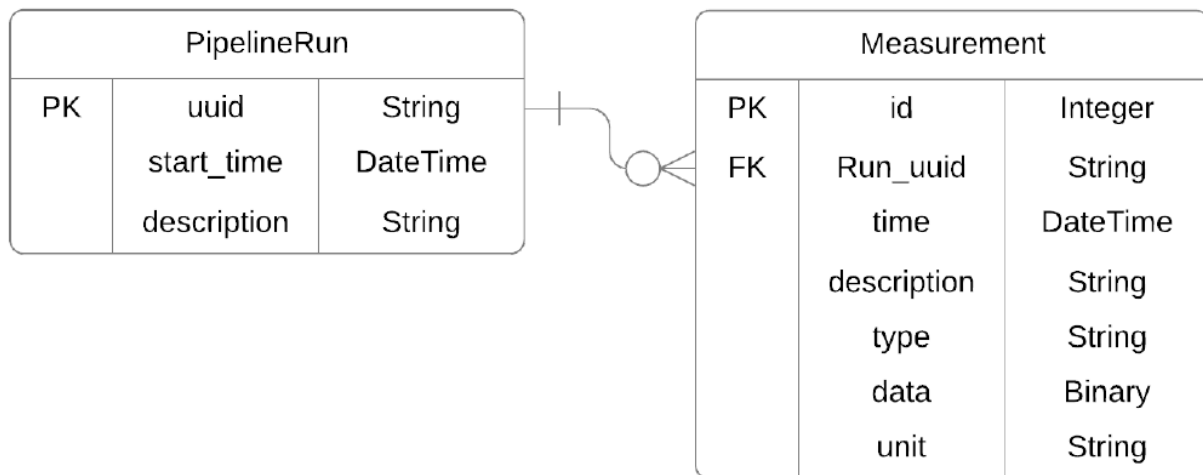 PipelineRun
PK uuid String
start_time DateTime
description String
Measurement
PK id Integer
FK Run_uuid String
time DateTime
description String
type String
data Binary
unit String